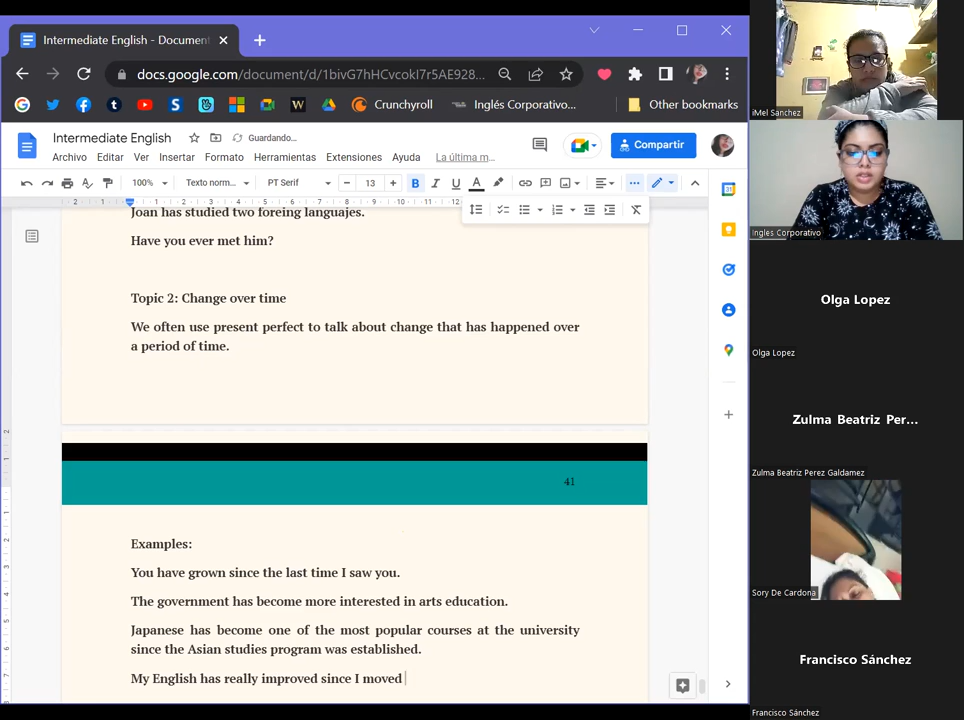 Intermediate English - Document
docs.google.com/document/d/1bivG7hHCvcokI7r5AE928...
Crunchyroll
Inglés Corporativo...
Other bookmarks
Intermediate English
Guardando...
Archivo Editar Ver Insertar Formato Herramientas Extensiones Ayuda La última m...
Compartir
100% Texto norm... PT Serif 13
Joan has studied two foreing languajes.
Have you ever met him?
Topic 2: Change over time
We often use present perfect to talk about change that has happened over
a period of time.
41
Examples:
You have grown since the last time I saw you.
The government has become more interested in arts education.
Japanese has become one of the most popular courses at the university
since the Asian studies program was established.
My English has really improved since I moved
iMel Sanchez
Ingles Corporativo
Olga Lopez
Olga Lopez
Zulma Beatriz Per...
Zulma Beatriz Perez Galdamez
Sory De Cardona
Francisco Sánchez
Francisco Sánchez